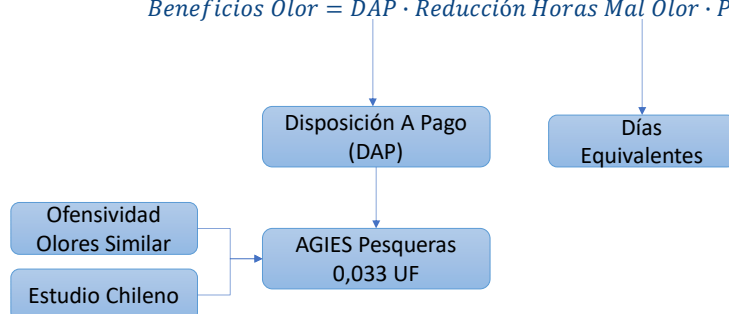 Beneficios Olor = DAP · Reducción Horas Mal Olor · P
Disposición A Pago
(DAP)
Días
Equivalentes
Ofensividad
Olores Similar
AGIES Pesqueras
0,033 UF
Estudio Chileno